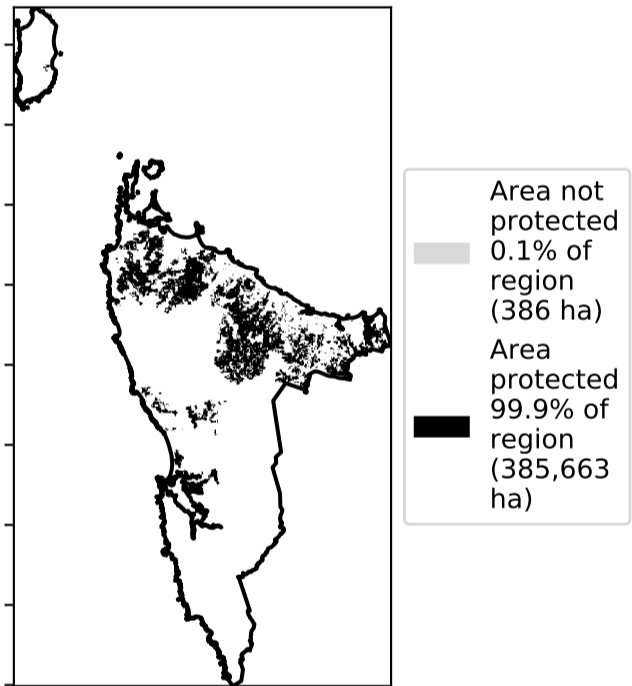 Area not
protected
0.1% of
region
(386 ha)
Area
protected
99.9% of
region
(385,663
ha)